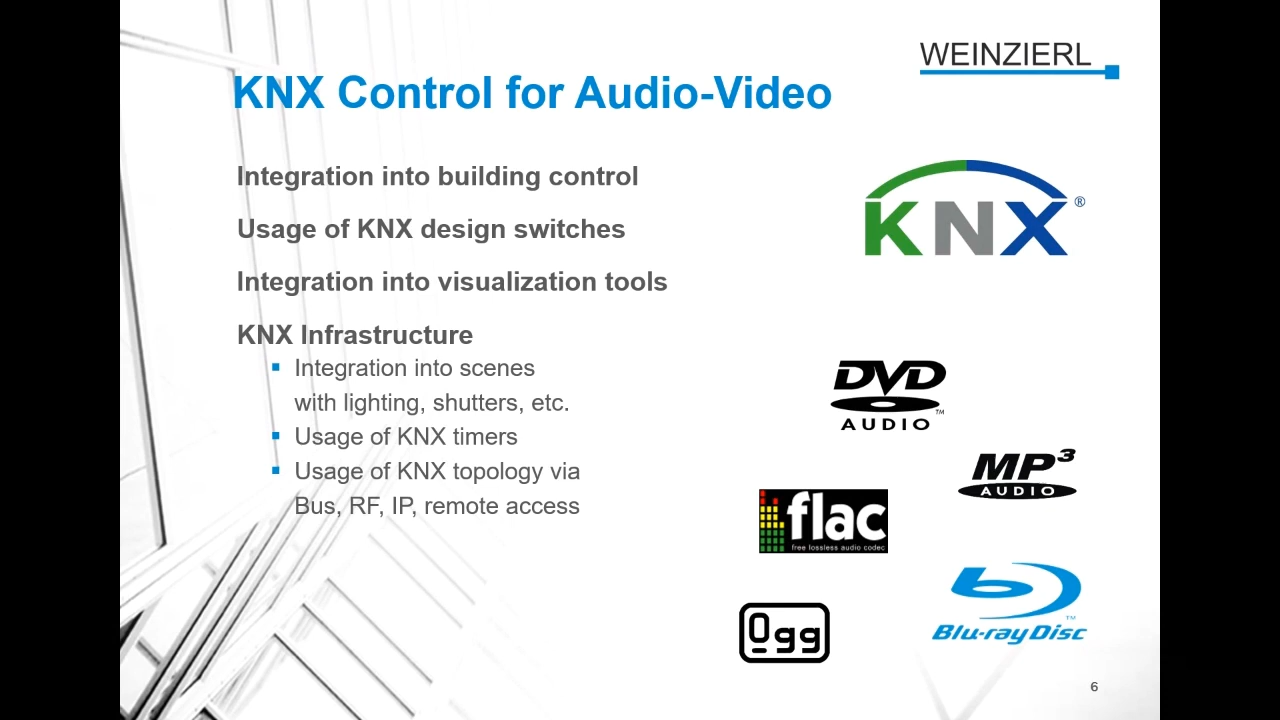 WEINZIERL
KNX Control for Audio-Video
Integration into building control
Usage of KNX design switches
Integration into visualization tools
KNX Infrastructure
▪ Integration into scenes
with lighting, shutters, etc.
▪ Usage of KNX timers
▪ Usage of KNX topology via
Bus, RF, IP, remote access
KNX®
DVD™
AUDIO
MP3
AUDIO
flac
free lossless audio codec
Ogg
Blu-ray Disc™
6